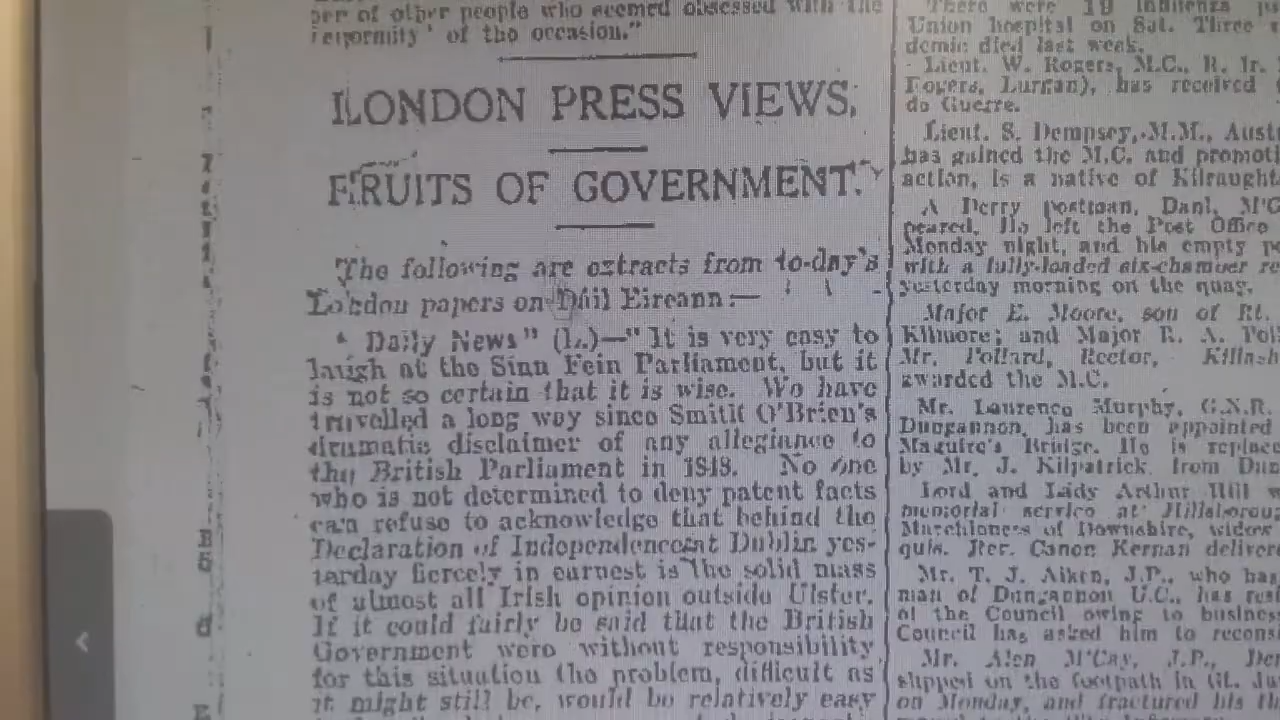 per of other people who seemed obsessed with the
' of the occasion."
LONDON PRESS VIEWS.
FRUITS OF GOVERNMENT.
The following are extracts from to-day's
London papers on Dáil Eireann:—
" Daily News" (L.)—"It is very easy to
laugh at the Sinn Fein Parliament, but it
is not so certain that it is wise. We have
travelled a long way since Smith O'Brien's
dramatic disclaimer of any allegiance to
the British Parliament in 1848. No one
who is not determined to deny patent facts
can refuse to acknowledge that behind the
Declaration of Independence at Dublin yes-
terday fiercely in earnest is the solid mass
of almost all Irish opinion outside Ulster.
If it could fairly be said that the British
Government were without responsibility
for this situation the problem, difficult as
it might still be, would be relatively easy
There were 19 influenza
Union hospital on Sat. Three
demic died last week.
Lieut. W. Rogers, M.C., R. Ir.
Rogers, Lurgan), has received
de Guerre.
Lieut. S. Dempsey, M.M., Aust
has gained the M.C. and promoti
action, is a native of Kilraught
A Derry postman, Danl. M'C
peared. He left the Post Office
Monday night, and his empty
with a fully-loaded six-chamber re
yesterday morning on the quay.
Major E. Moore, son of Rt.
Kilmore; and Major R. A. Pol
Mr. Pollard, Rector, Killash
awarded the M.C.
Mr. Laurence Murphy, G.N.R.
Dungannon, has been appointed
Maguire's Bridge. He is replac
by Mr. J. Kilpatrick from Dun
Lord and Lady Arthur Hill
memorial service at Hillsborou
Marchioness of Downshire, widow
quis. Rev. Canon Kernan deliver
Mr. T. J. Aiken, J.P., who has
man of Dungannon U.C., has resi
of the Council owing to business
Council has asked him to recons
Mr. Alen M'Cay, J.P., Der
slipped on the footpath in Gt. Ja
on Monday, and fractured his th